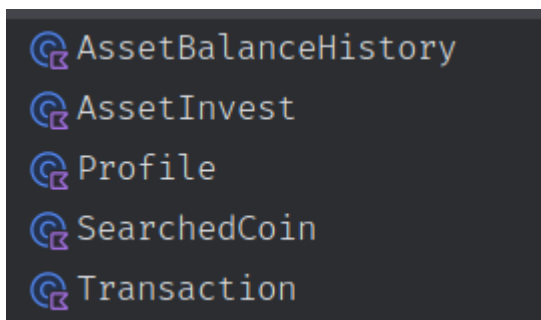 AssetBalanceHistory
AssetInvest
Profile
SearchedCoin
Transaction